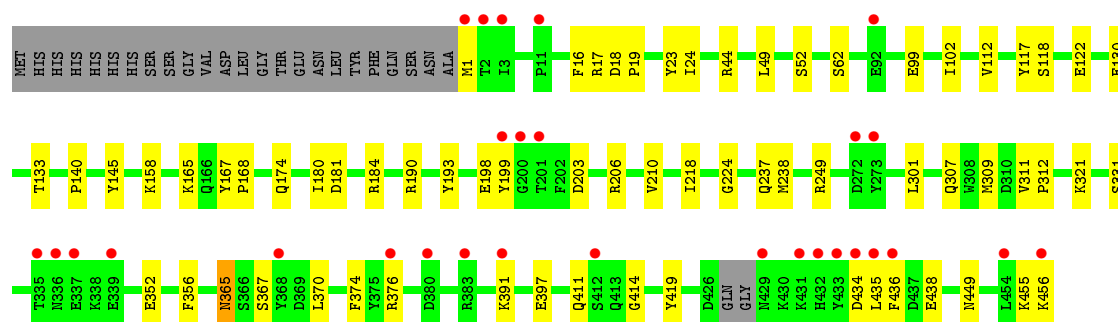 MET HIS HIS HIS HIS HIS HIS SER SER GLY VAL ASP LEU GLY THR GLU ASN LEU TYR PHE GLN SER ASN ALA M1 T2 I3 P11 F16 R17 D18 P19 Y23 I24 R44 L49 S52 S62 E92 E99 I102 V112 Y117 S118 E122
T133 P140 Y145 K158 K165 Q166 Y167 P168 Q174 I180 D181 R184 R190 Y193 E198 Y199 G200 T201 F202 D203 R206 V210 I218 G224 Q237 M238 R249 D272 Y273 L301 Q307 W308 M309 D310 V311 P312 K321
T335 N336 E337 K338 E339 E352 F356 N365 S366 S367 Y368 D369 L370 F374 Y375 R376 D380 R383 K391 E397 Q411 S412 Q413 G414 Y419 D426 GLN GLY N429 K430 K431 H432 Y433 D434 L435 F436 D437 E438 N449 L454 K455 K456